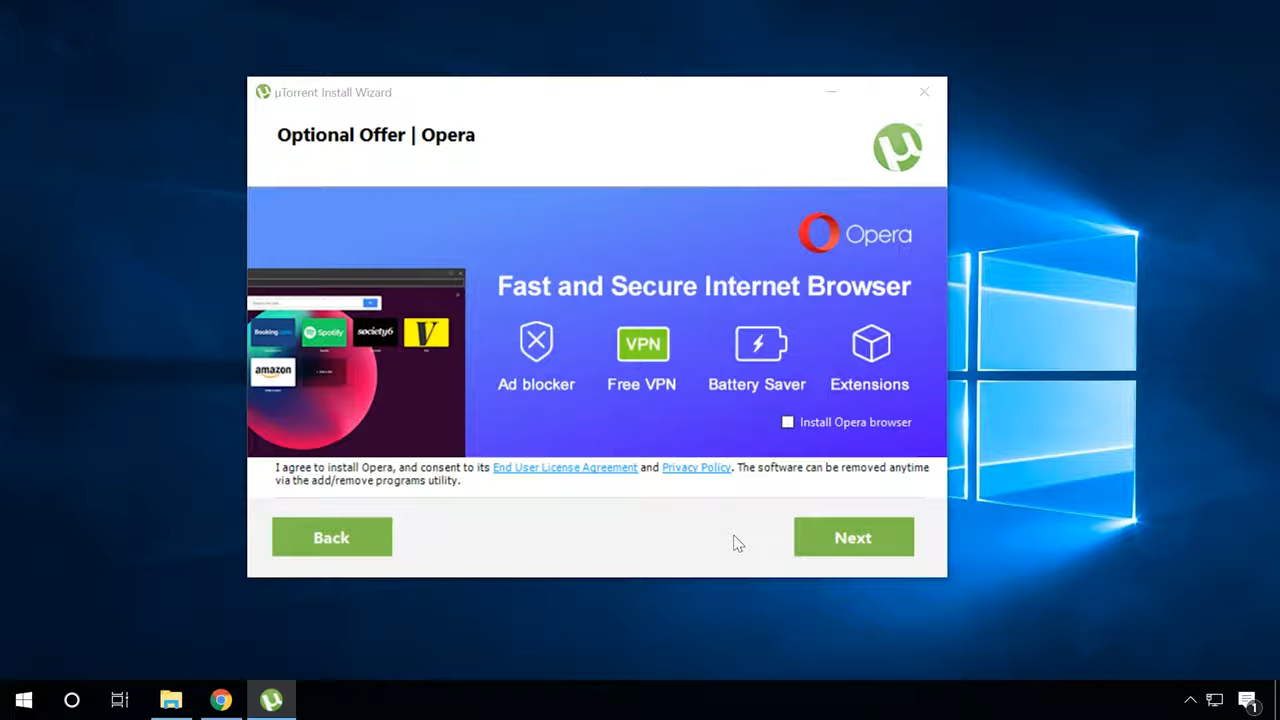 µTorrent Install Wizard
Optional Offer | Opera
µ
Opera
Fast and Secure Internet Browser
Booking.com
Spotify
society6
V
amazon
VPN
Ad blocker
Free VPN
Battery Saver
Extensions
Install Opera browser
I agree to install Opera, and consent to its End User License Agreement and Privacy Policy. The software can be removed anytime
via the add/remove programs utility.
Back
Next
1